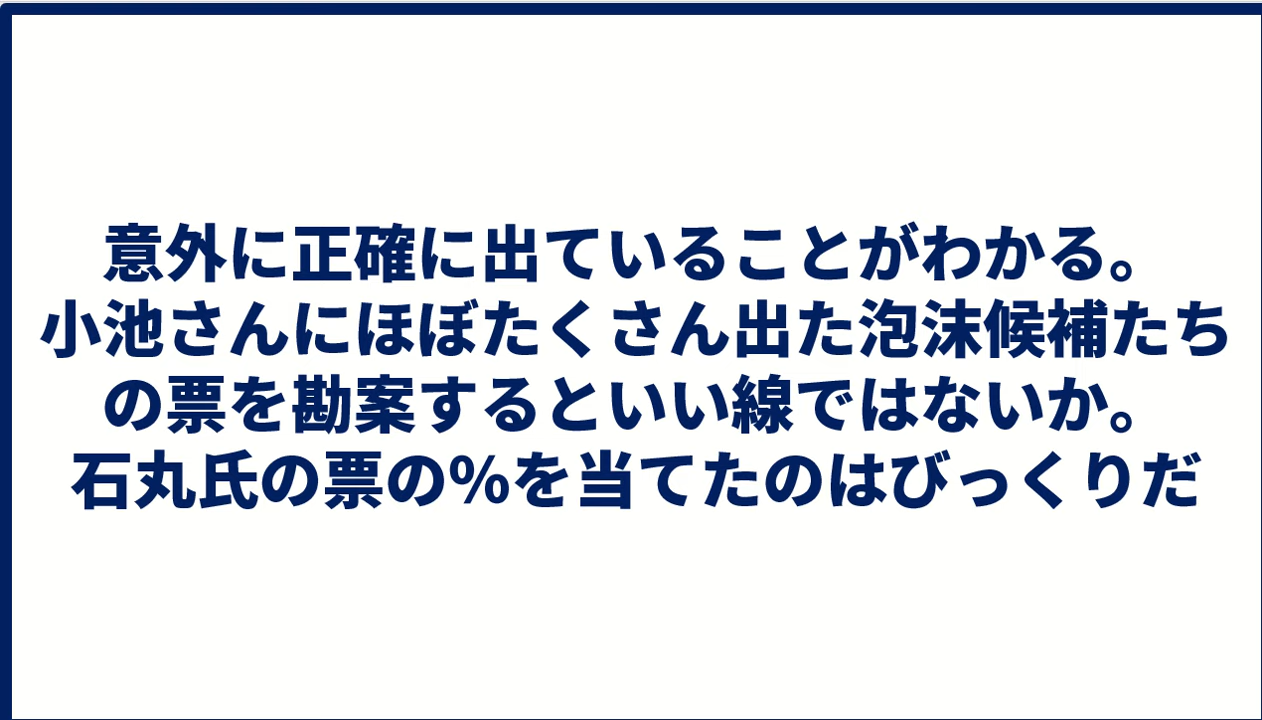 意外に正確に出ていることがわかる。
小池さんにほぼたくさん出た泡沫候補たち
の票を勘案するといい線ではないか。
石丸氏の票の%を当てたのはびっくりだ